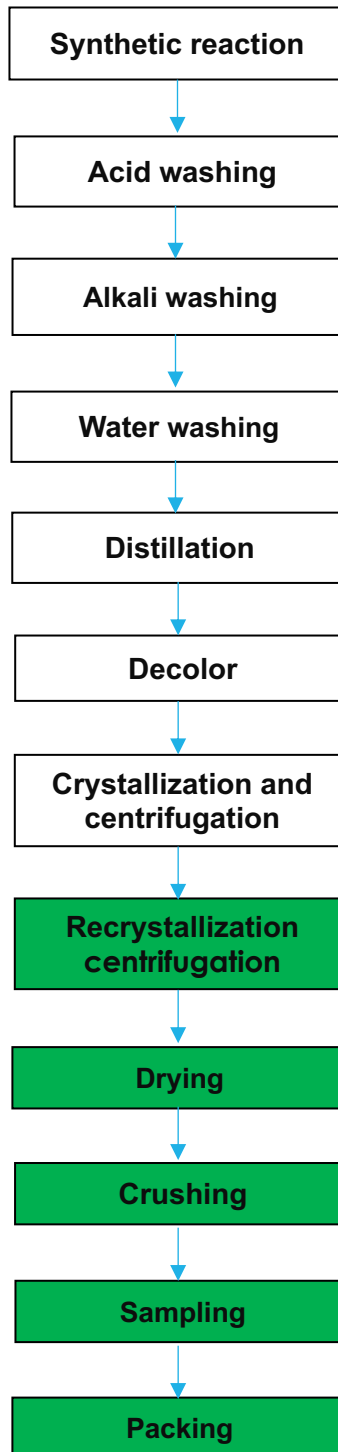 Synthetic reaction
Acid washing
Alkali washing
Water washing
Distillation
Decolor
Crystallization and
centrifugation
Recrystallization
centrifugation
Drying
Crushing
Sampling
Packing